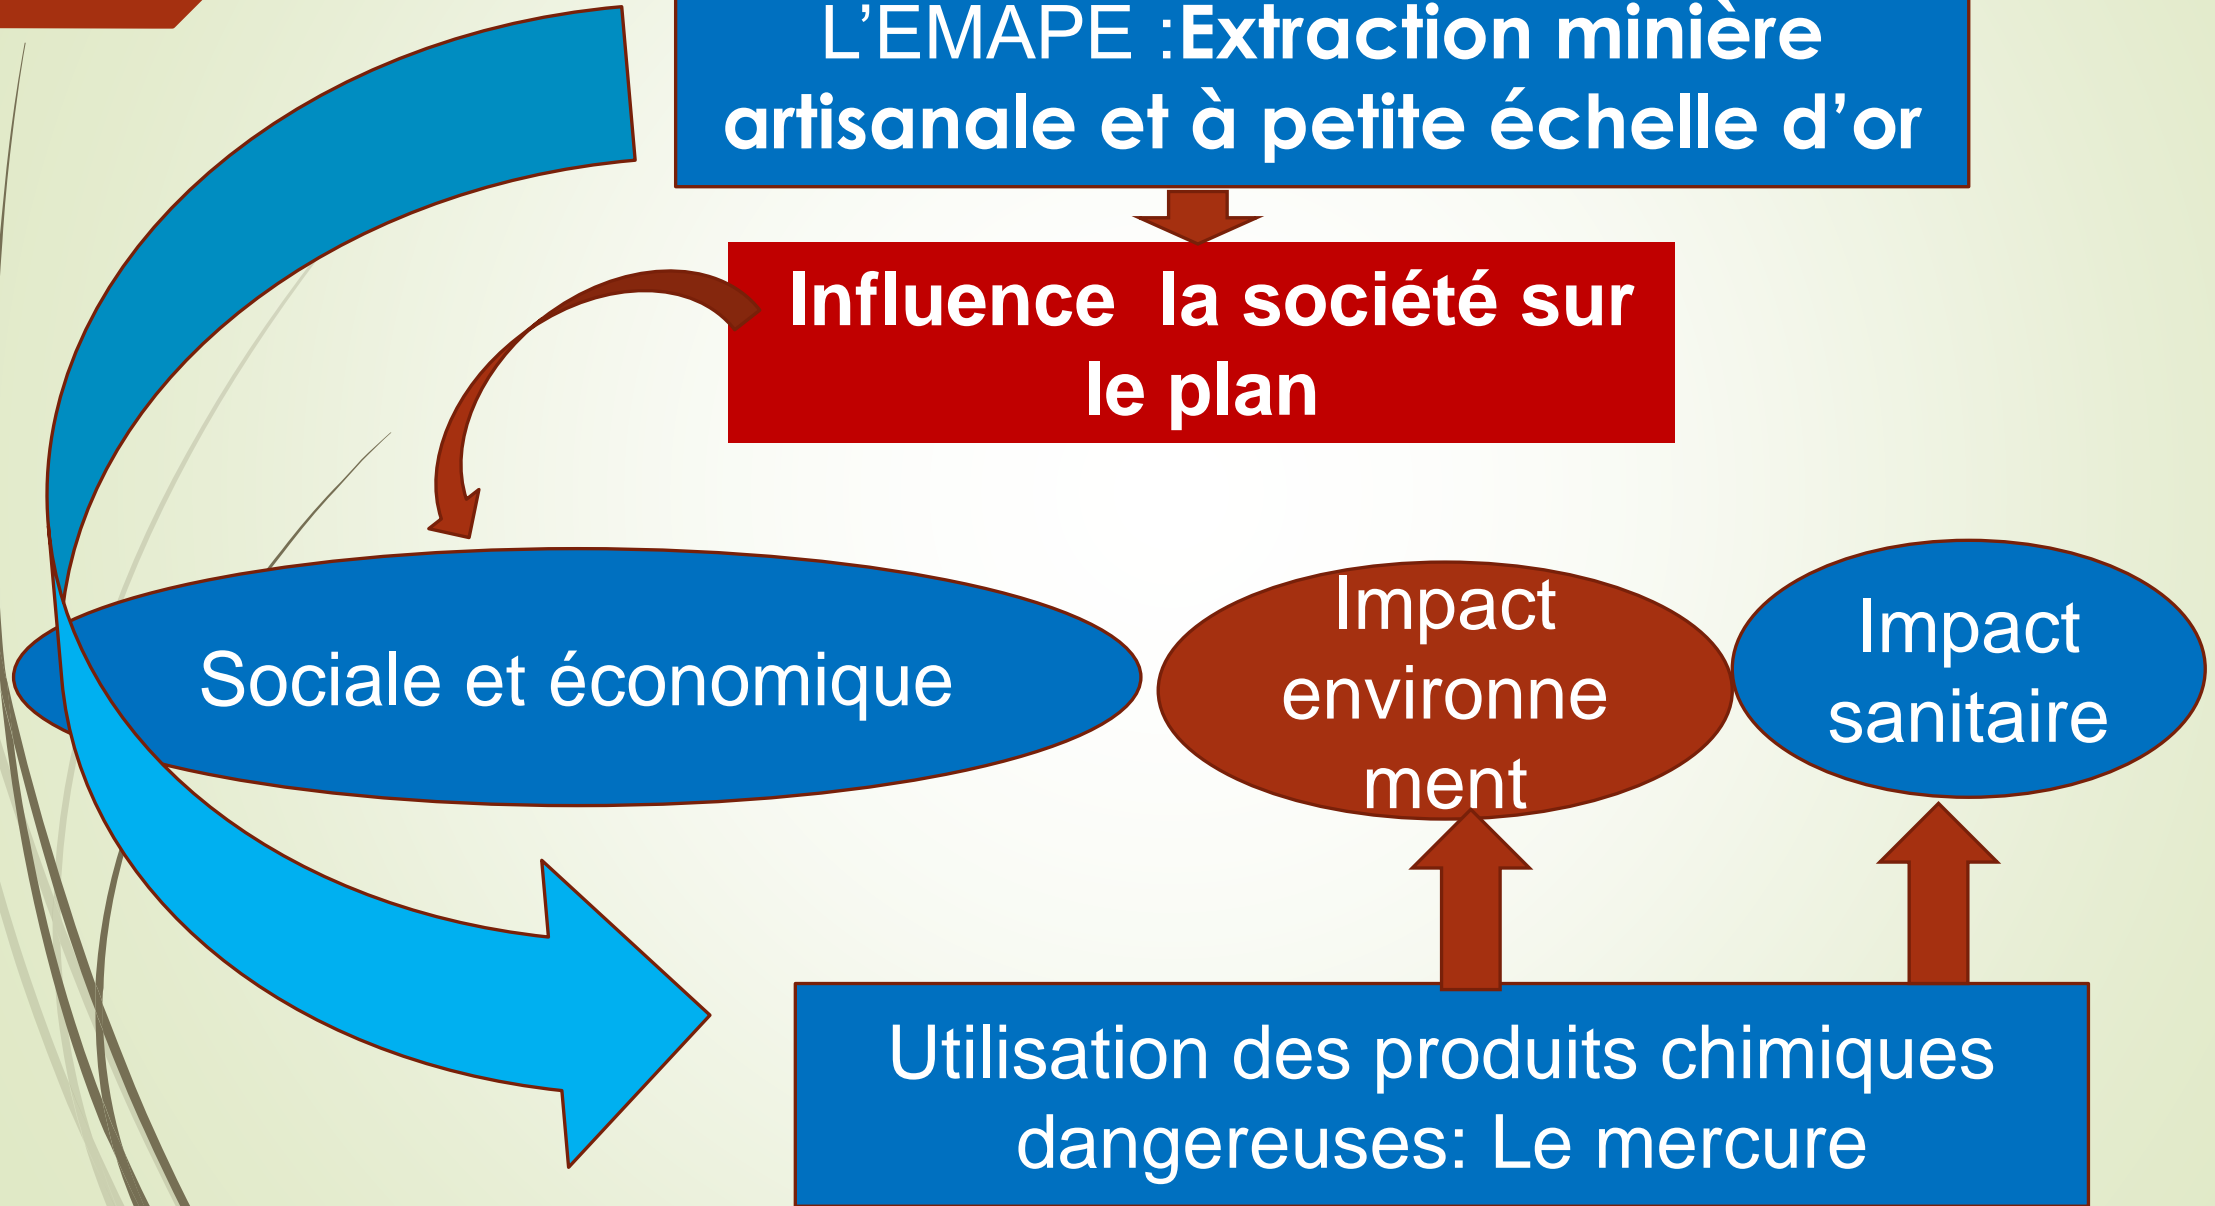 L’EMAPE :Extraction minière
artisanale et à petite échelle d’or
Influence la société sur
le plan
Sociale et économique
Impact
environne
ment
Impact
sanitaire
Utilisation des produits chimiques
dangereuses: Le mercure